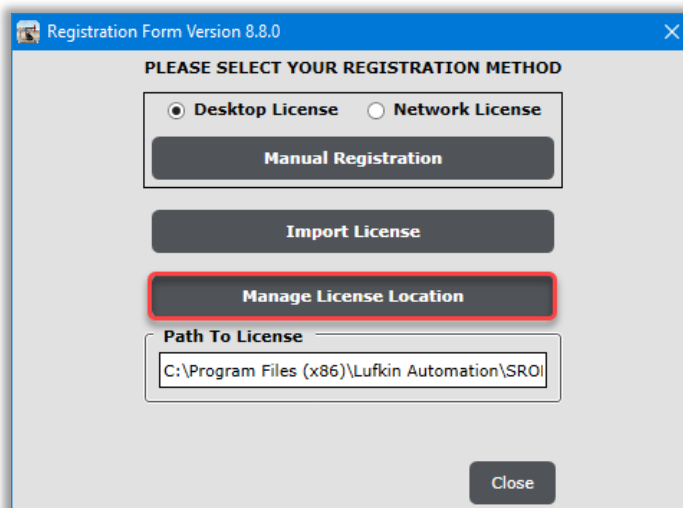 Registration Form Version 8.8.0
PLEASE SELECT YOUR REGISTRATION METHOD
Desktop License Network License
Manual Registration
Import License
Manage License Location
Path To License
C:\Program Files (x86)\Lufkin Automation\SROI
Close